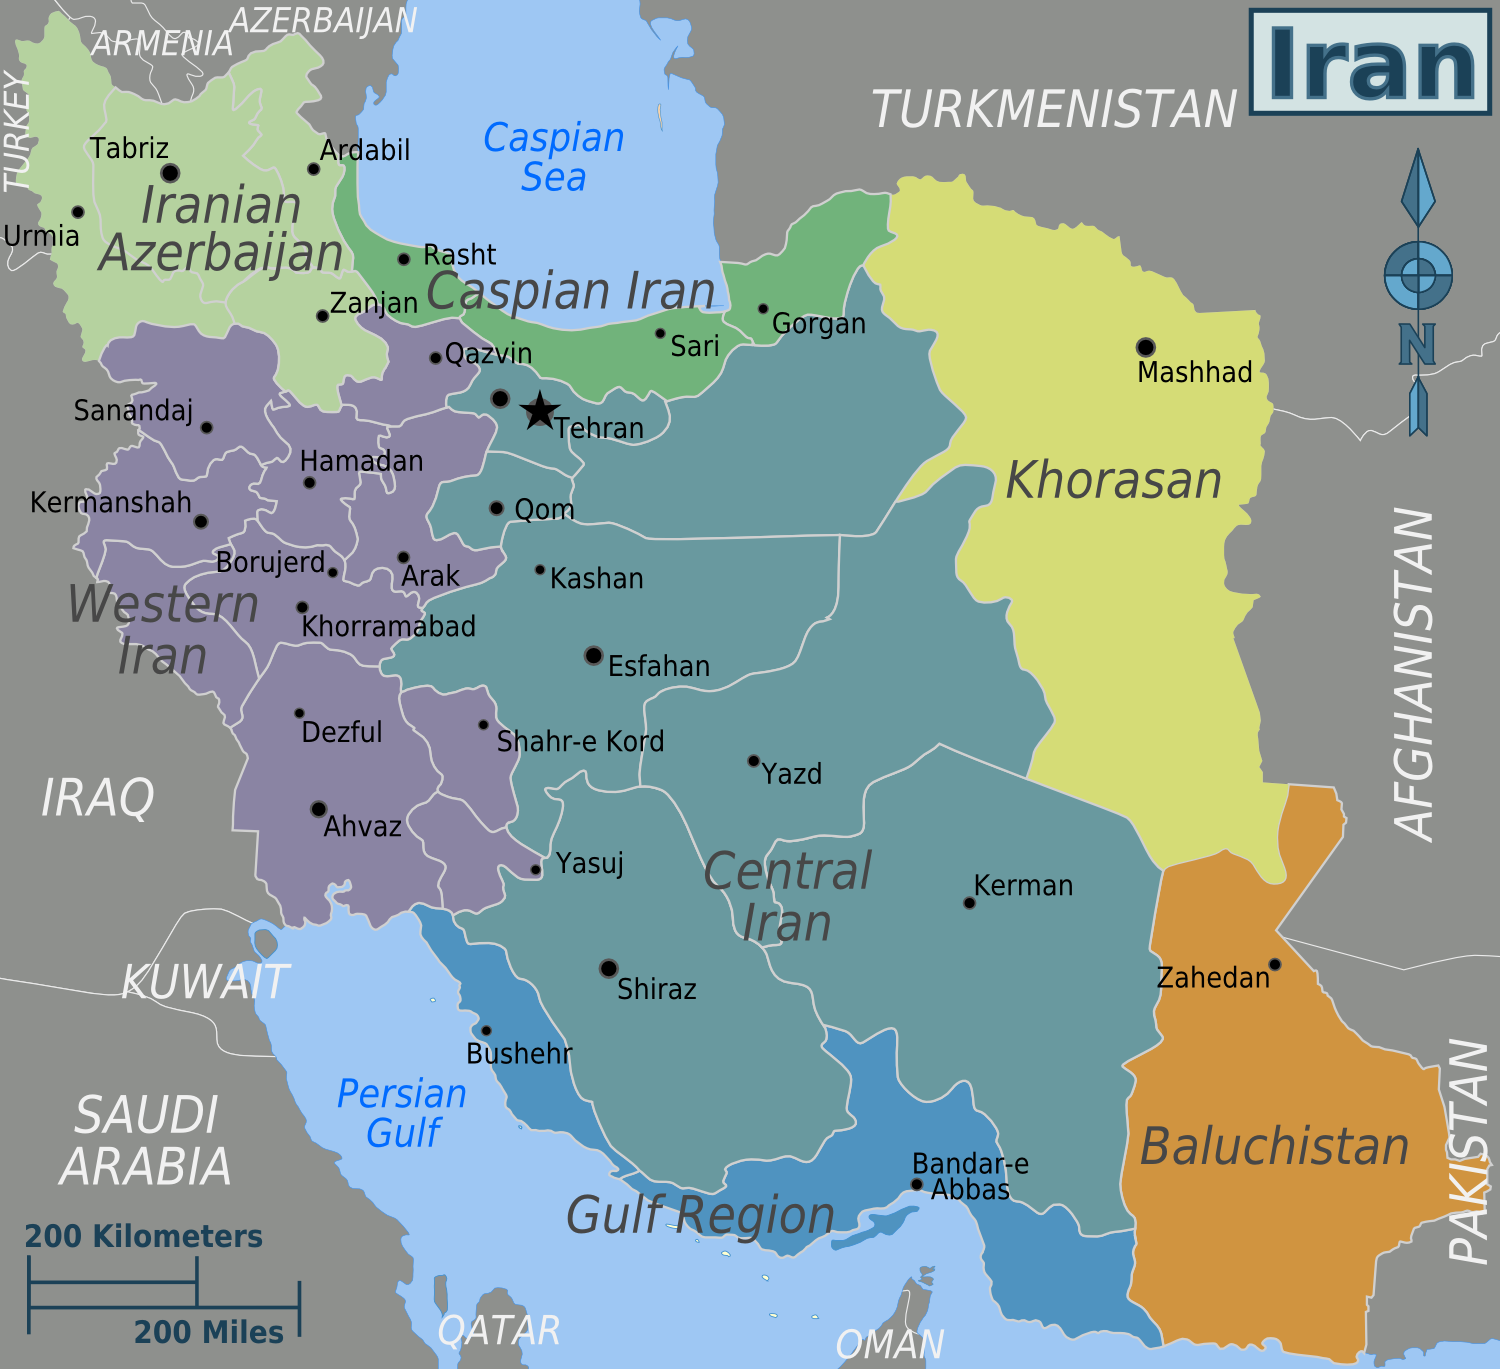 AZERBAIJAN
ARMENIA
Iran
TURKEY
TURKMENISTAN
Caspian
Sea
Tabriz
Ardabil
Iranian
Azerbaijan
Urmia
Rasht
Caspian Iran
Zanjan
Gorgan
Sari
Qazvin
Mashhad
N
Sanandaj
Tehran
Hamadan
Khorasan
Kermanshah
Qom
Borujerd
Arak
Kashan
Western
Iran
Khorramabad
Esfahan
AFGHANISTAN
Dezful
Shahr-e Kord
Yazd
IRAQ
Ahvaz
Yasuj
Central
Iran
Kerman
KUWAIT
Shiraz
Zahedan
Bushehr
Persian
Gulf
SAUDI
ARABIA
Baluchistan
PAKISTAN
Bandar-e
Abbas
Gulf Region
200 Kilometers
200 Miles
QATAR
OMAN